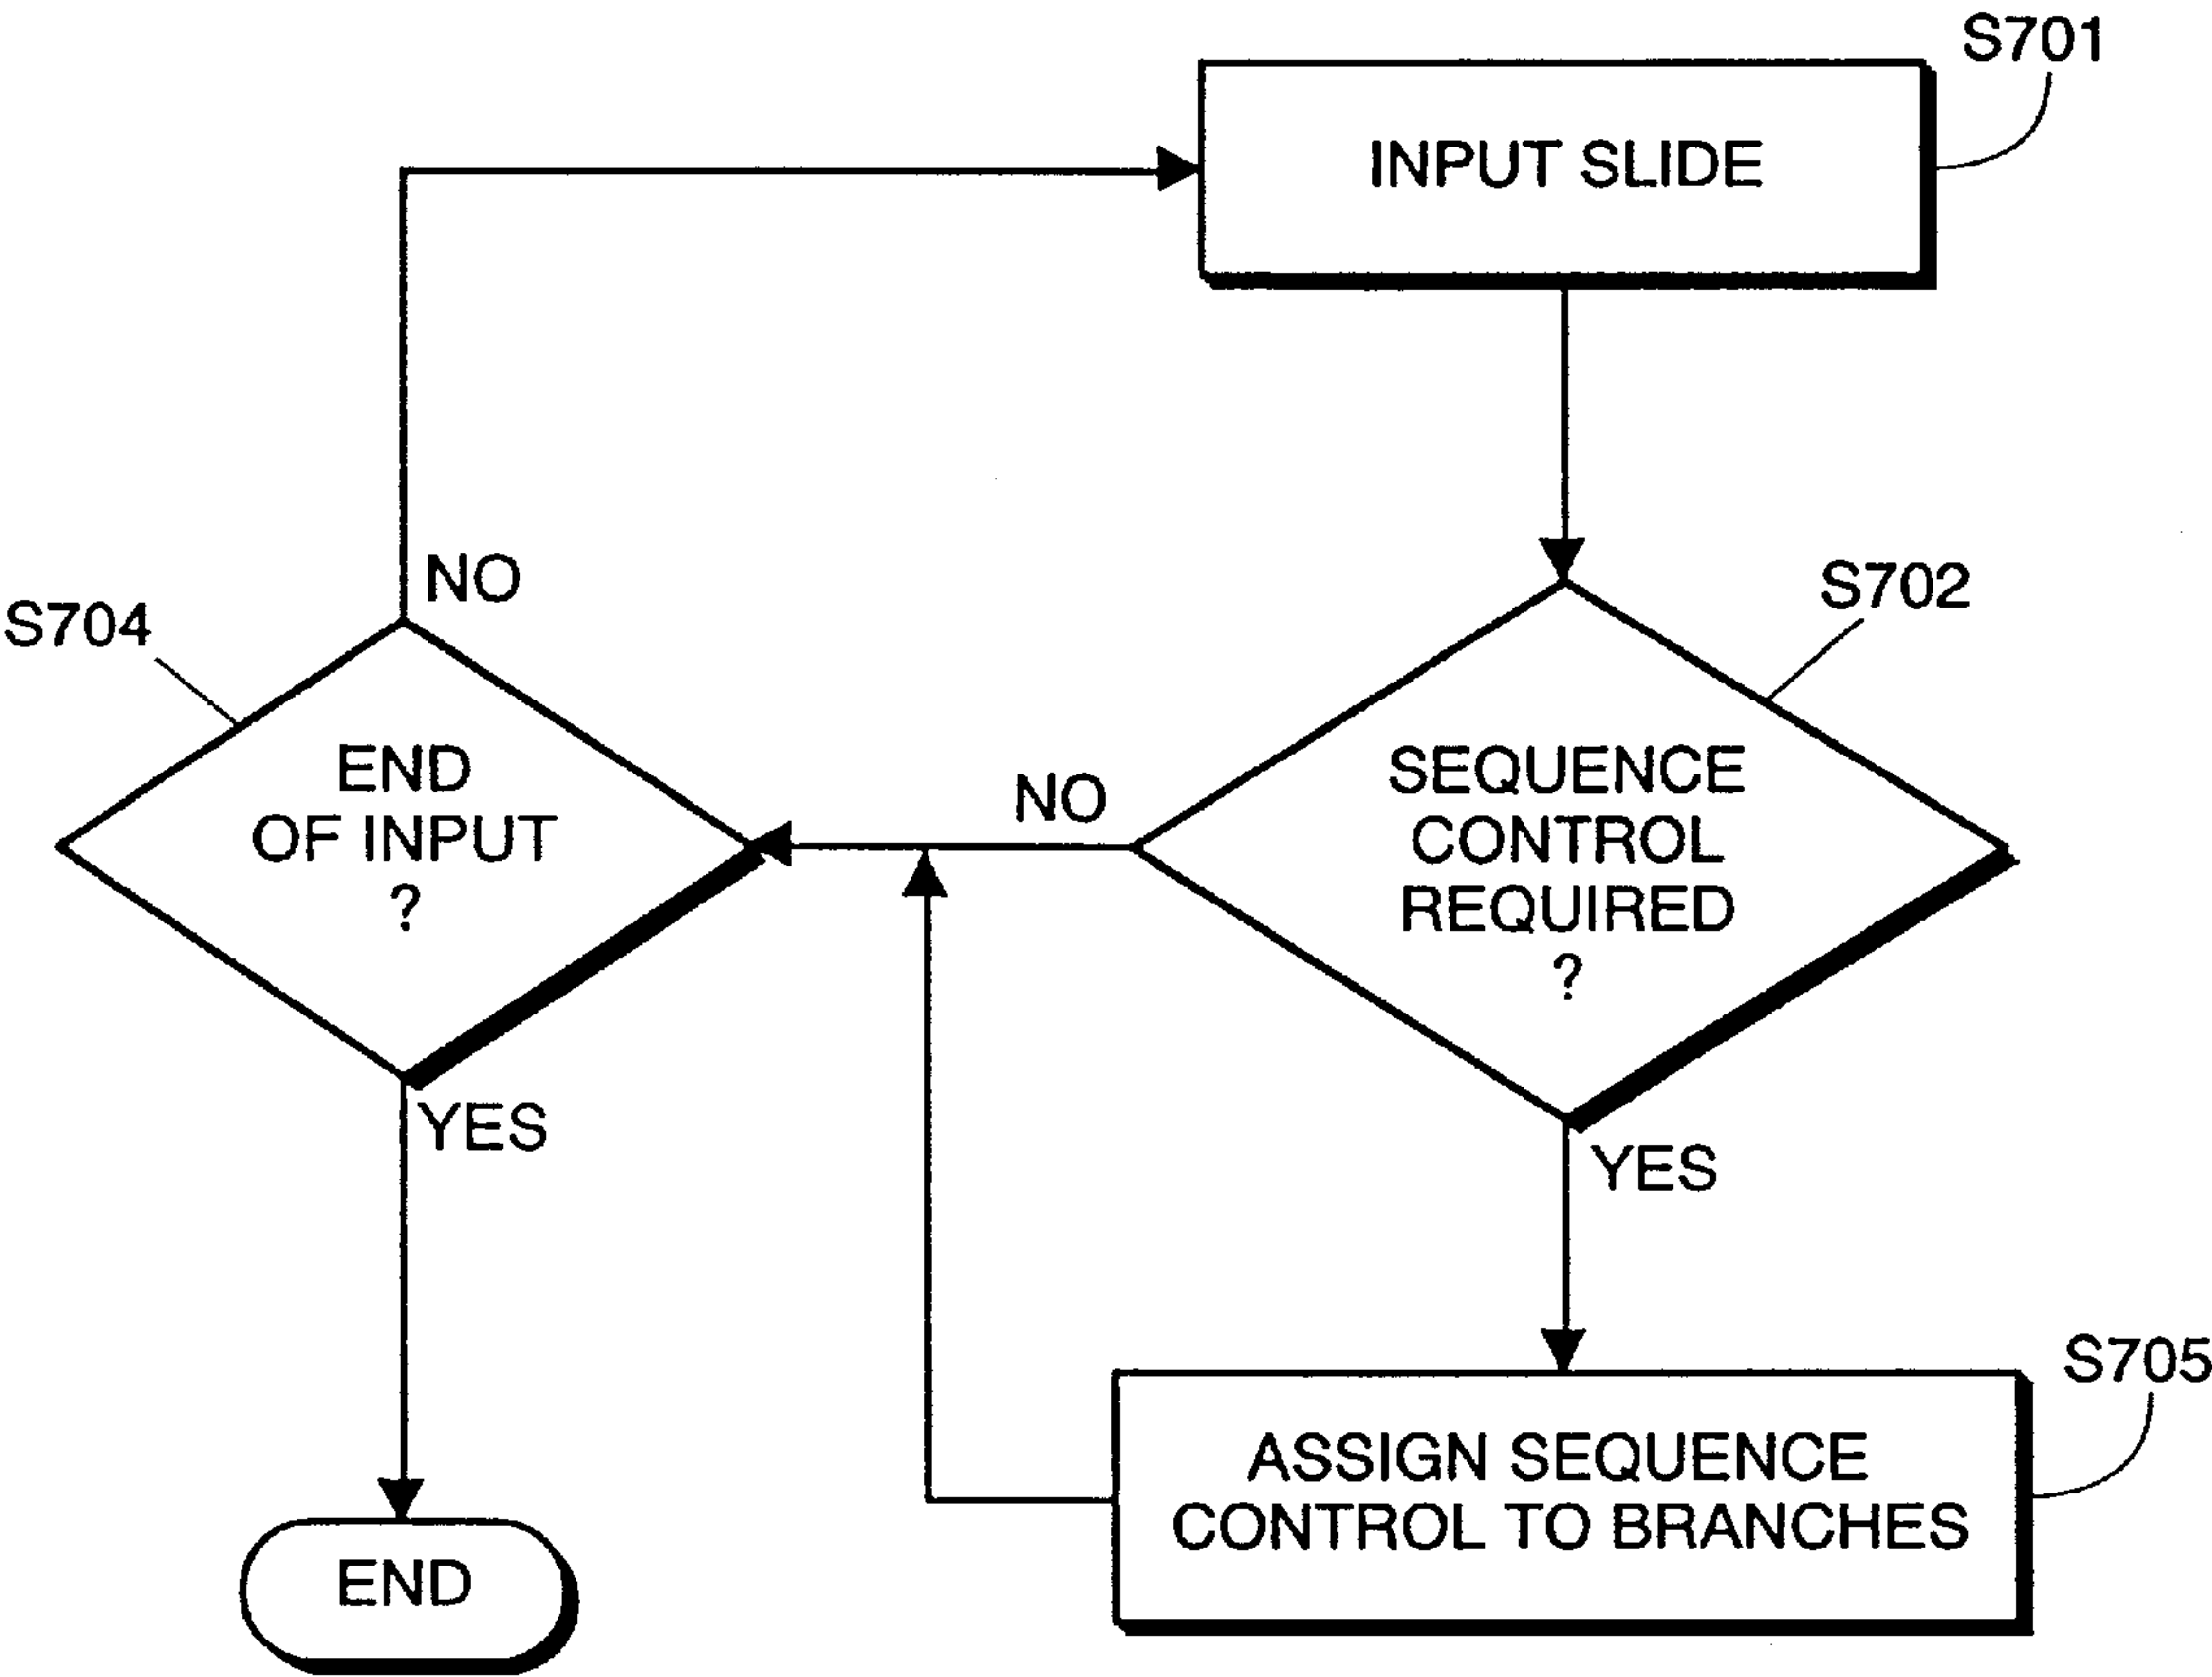 S701
INPUT SLIDE
NO
S704
S702
END
OF INPUT
?
NO
SEQUENCE
CONTROL
REQUIRED
?
YES
YES
S705
ASSIGN SEQUENCE
CONTROL TO BRANCHES
END